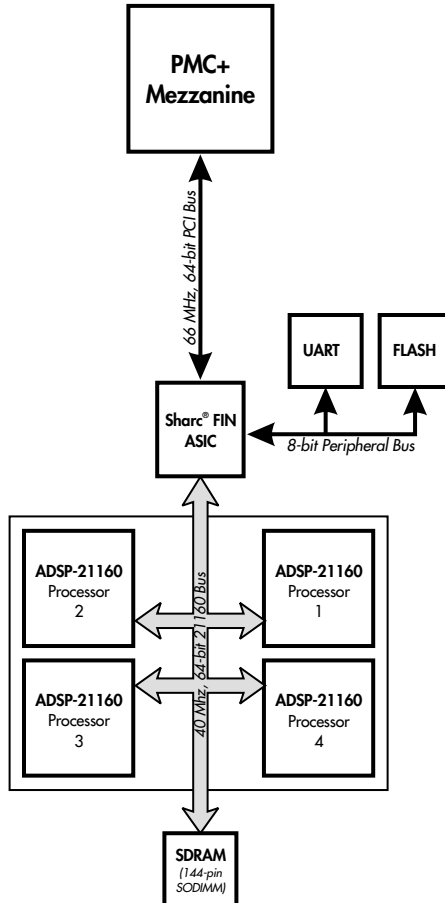 PMC+
Mezzanine
66 MHz, 64-bit PCI Bus
UART
FLASH
Sharc® FIN
ASIC
8-bit Peripheral Bus
ADSP-21160
Processor
2
ADSP-21160
Processor
1
40 Mhz, 64-bit 21160 Bus
ADSP-21160
Processor
3
ADSP-21160
Processor
4
SDRAM
(144-pin
SODIMM)